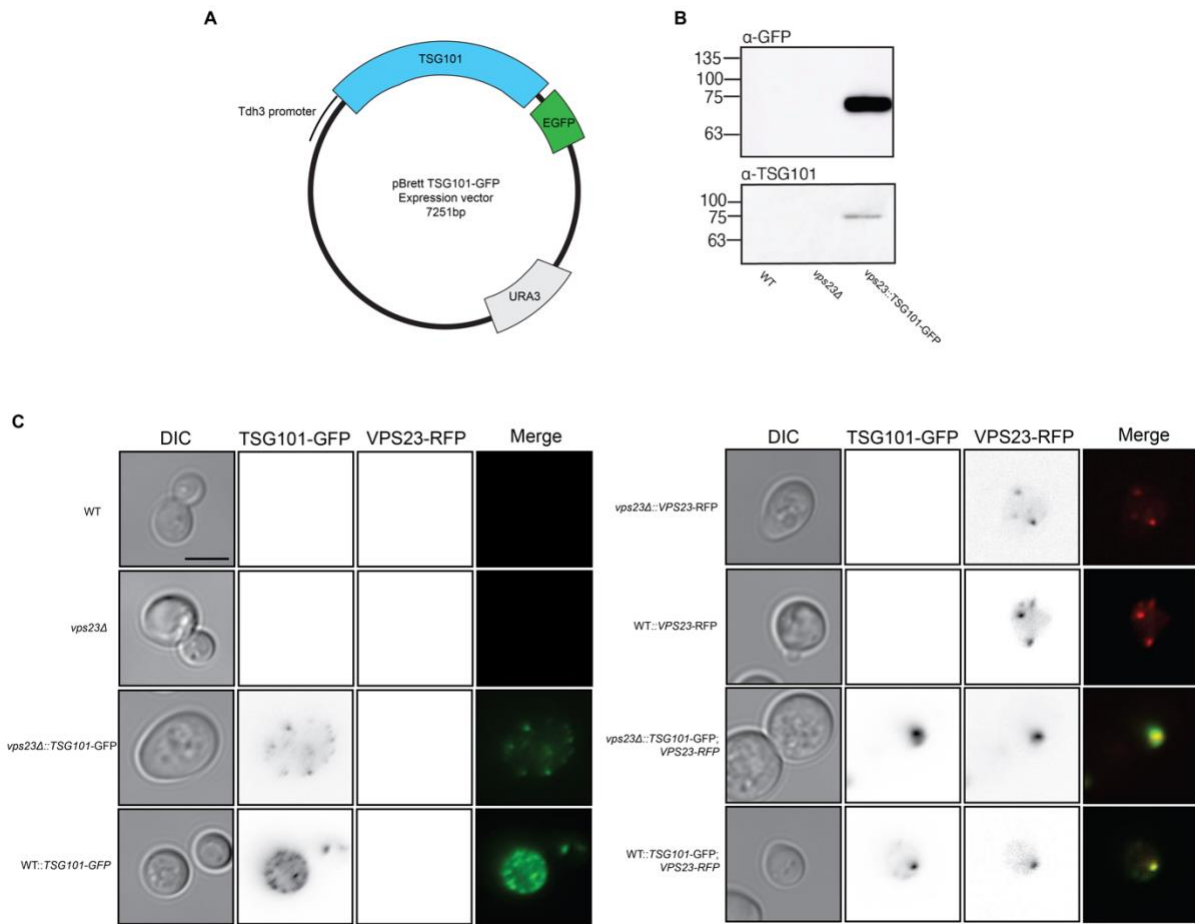 A
TSG101
Tdh3 promoter
EGFP
pBrett TSG101-GFP
Expression vector
7251bp
URA3
B
α-GFP
135
100
75
63
α-TSG101
100
75
63
WT
vps23Δ
vps23::TSG101-GFP
C
DIC TSG101-GFP VPS23-RFP Merge
WT
vps23Δ
vps23Δ::TSG101-GFP
WT::TSG101-GFP
DIC TSG101-GFP VPS23-RFP Merge
vps23Δ::VPS23-RFP
WT::VPS23-RFP
vps23Δ::TSG101-GFP;
VPS23-RFP
WT::TSG101-GFP;
VPS23-RFP